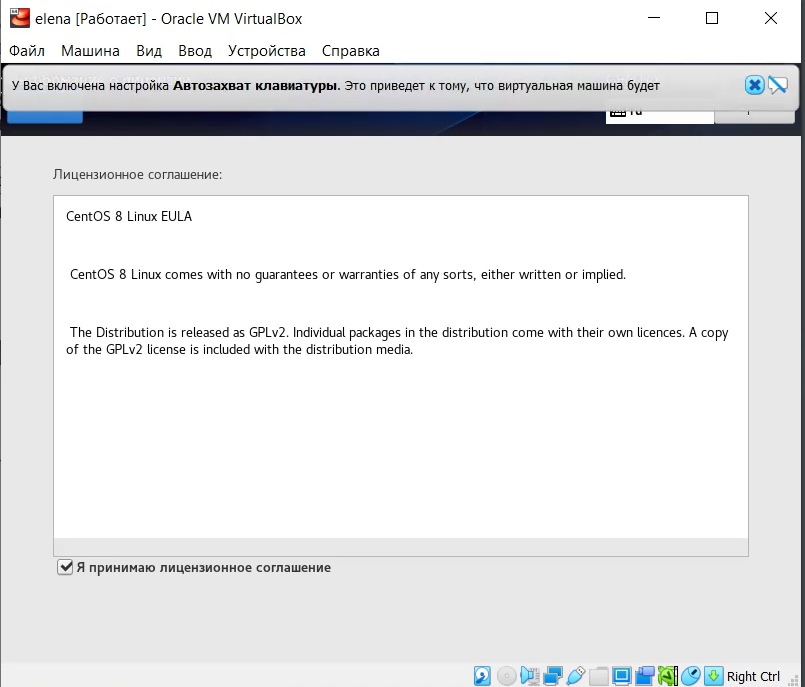 elena [Работает] - Oracle VM VirtualBox
Файл Машина Вид Ввод Устройства Справка
У Вас включена настройка Автозахват клавиатуры. Это приведет к тому, что виртуальная машина будет
Лицензионное соглашение:
CentOS 8 Linux EULA
CentOS 8 Linux comes with no guarantees or warranties of any sorts, either written or implied.
The Distribution is released as GPLv2. Individual packages in the distribution come with their own licences. A copy
of the GPLv2 license is included with the distribution media.
Я принимаю лицензионное соглашение
Right Ctrl